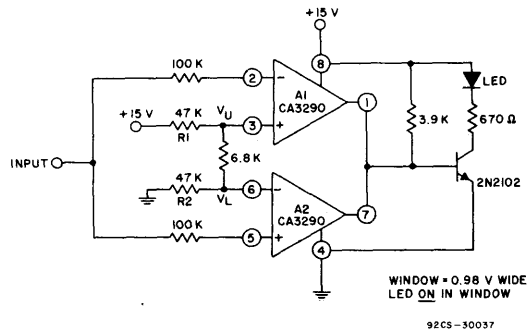 +15 V
8
100 K
2
−
A1
CA3290
1
LED
+15 V
47 K
R1
VU
3
+
3.9 K
670 Ω
6.8 K
INPUT
47 K
R2
VL
6
−
A2
CA3290
7
2N2102
100 K
5
+
4
WINDOW = 0.98 V WIDE
LED ON IN WINDOW
92CS-30037